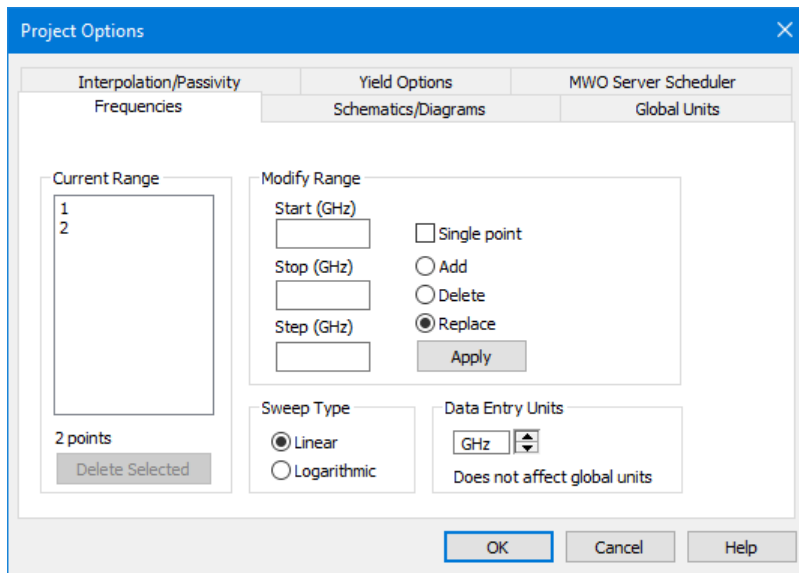 Project Options
Interpolation/Passivity
Yield Options
MWO Server Scheduler
Frequencies
Schematics/Diagrams
Global Units
Current Range
1
2
2 points
Delete Selected
Modify Range
Start (GHz)
Stop (GHz)
Step (GHz)
Single point
Add
Delete
Replace
Apply
Sweep Type
Linear
Logarithmic
Data Entry Units
GHz
Does not affect global units
OK
Cancel
Help